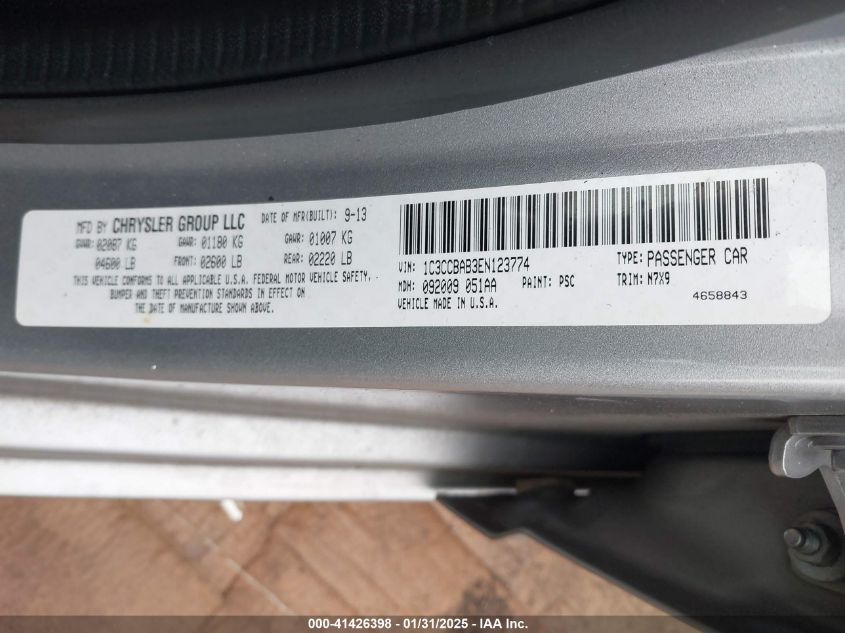 MFD BY CHRYSLER GROUP LLC DATE OF MFR(BUILT): 9-13
GVWR: 02087 KG GAWR: 01180 KG GAWR: 01007 KG
04600 LB FRONT: 02600 LB REAR: 02220 LB
THIS VEHICLE CONFORMS TO ALL APPLICABLE U.S.A. FEDERAL MOTOR VEHICLE SAFETY,
BUMPER AND THEFT PREVENTION STANDARDS IN EFFECT ON
THE DATE OF MANUFACTURE SHOWN ABOVE.
VIN: 1C3CCBAB3EN123774 TYPE: PASSENGER CAR
MDH: 092009 051AA PAINT: PSC TRIM: N7X9
VEHICLE MADE IN U.S.A. 4658843
000-41426398 - 01/31/2025 - IAA Inc.